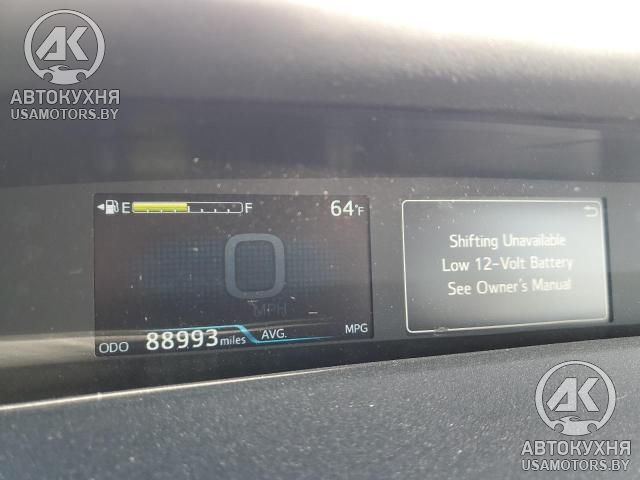 АК
АВТОКУХНЯ
USAMOTORS.BY
E F 64°F
0
MPH
ODO 88993 miles AVG. MPG
Shifting Unavailable
Low 12-Volt Battery
See Owner's Manual
АК
АВТОКУХНЯ
USAMOTORS.BY